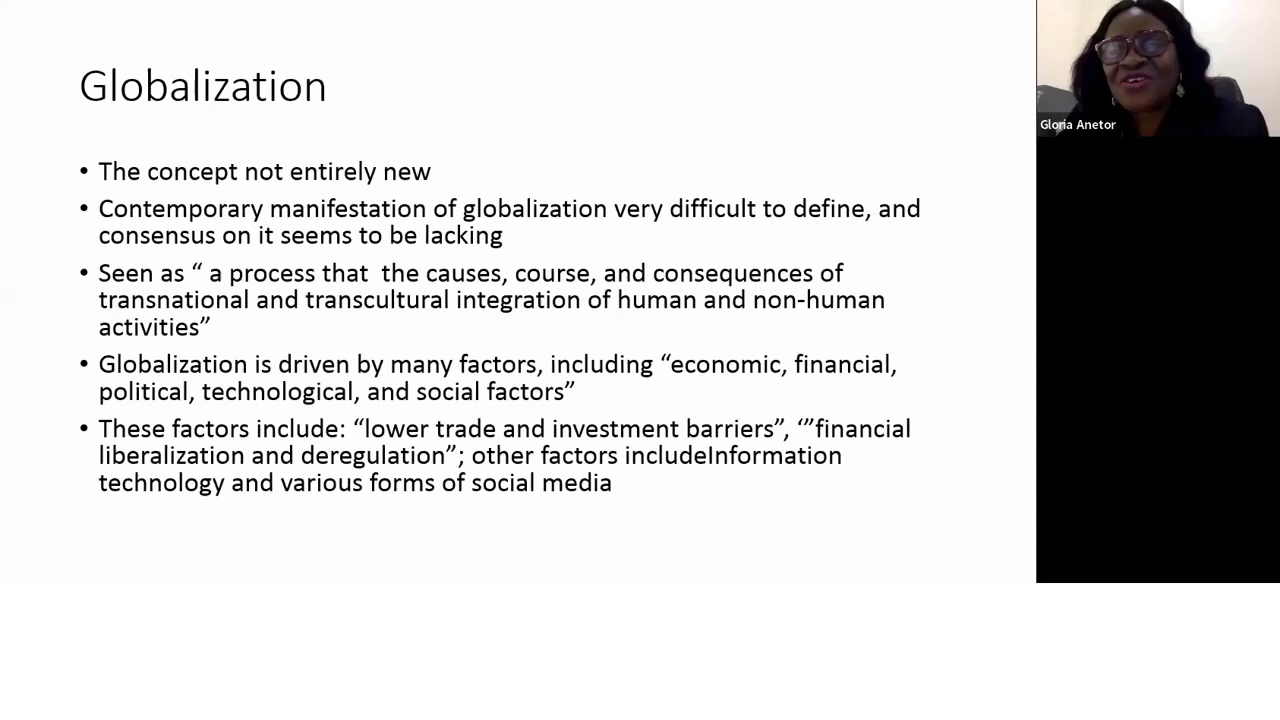 Globalization
• The concept not entirely new
• Contemporary manifestation of globalization very difficult to define, and
consensus on it seems to be lacking
• Seen as “ a process that  the causes, course, and consequences of
transnational and transcultural integration of human and non-human
activities”
• Globalization is driven by many factors, including “economic, financial,
political, technological, and social factors”
• These factors include: “lower trade and investment barriers”, ‘”financial
liberalization and deregulation”; other factors includeInformation
technology and various forms of social media
Gloria Anetor